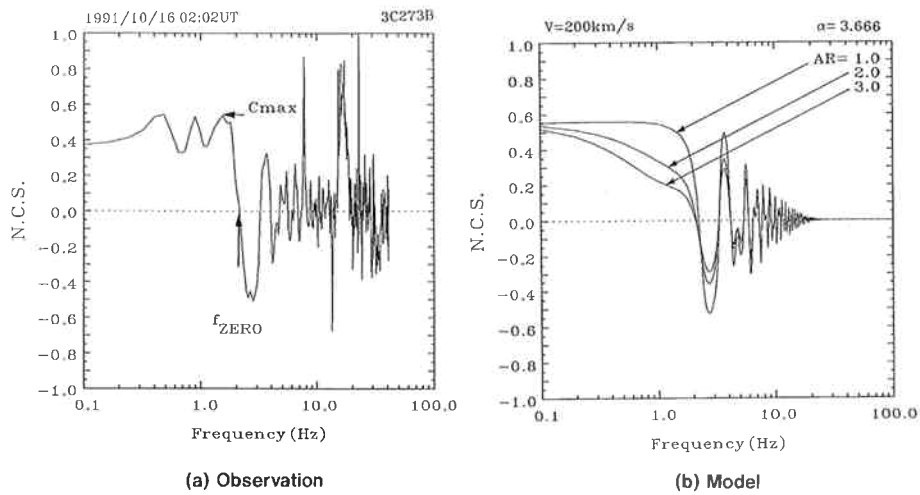 1991/10/16 02:02UT 3C273B
1.0
0.8
0.6
0.4
0.2
0.0
−0.2
−0.4
−0.6
−0.8
−1.0
N.C.S.
Cmax
fZERO
0.1 1.0 10.0 100.0
Frequency (Hz)
(a) Observation
V=200km/s α= 3.666
1.0
0.8
0.6
0.4
0.2
0.0
−0.2
−0.4
−0.6
−0.8
−1.0
N.C.S.
AR= 1.0
2.0
3.0
0.1 1.0 10.0 100.0
Frequency (Hz)
(b) Model